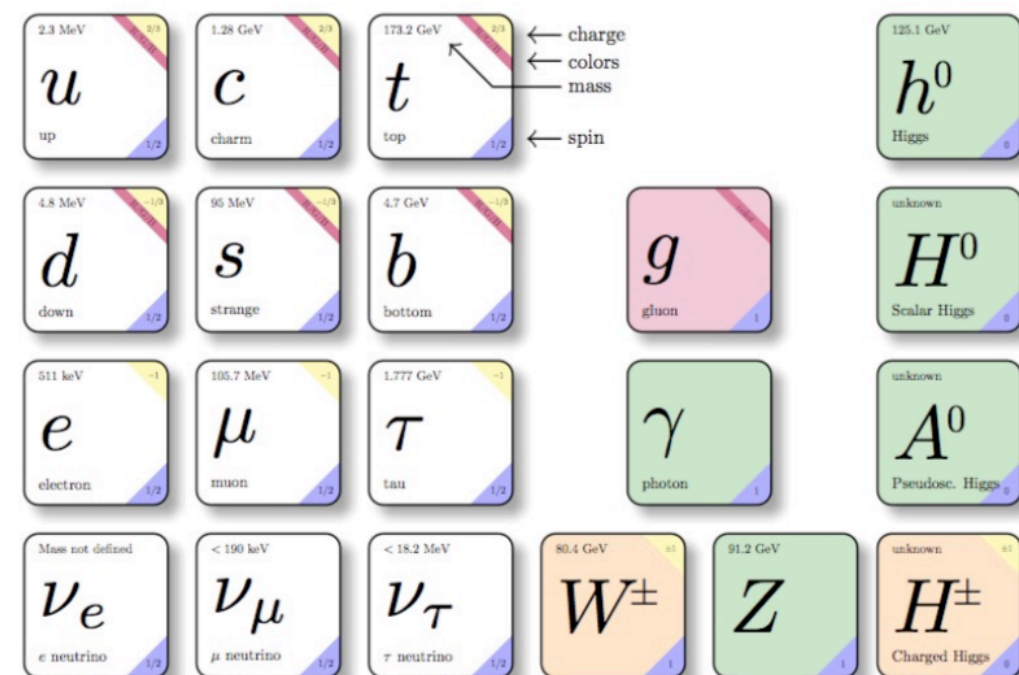 2.3 MeV 2/3 R/G/B
u
up 1/2
1.28 GeV 2/3 R/G/B
c
charm 1/2
173.2 GeV 2/3 R/G/B
t
top 1/2
← charge
← colors
mass
← spin
125.1 GeV
h⁰
Higgs 0
4.8 MeV −1/3 R/G/B
d
down 1/2
95 MeV −1/3 R/G/B
s
strange 1/2
4.7 GeV −1/3 R/G/B
b
bottom 1/2
g
gluon 1
unknown
H⁰
Scalar Higgs 0
511 keV −1
e
electron 1/2
105.7 MeV −1
μ
muon 1/2
1.777 GeV −1
τ
tau 1/2
γ
photon 1
unknown
A⁰
Pseudosc. Higgs 0
Mass not defined
νe
e neutrino 1/2
< 190 keV
νμ
μ neutrino 1/2
< 18.2 MeV
ντ
τ neutrino 1/2
80.4 GeV ±1
W±
1
91.2 GeV
Z
1
unknown ±1
H±
Charged Higgs 0